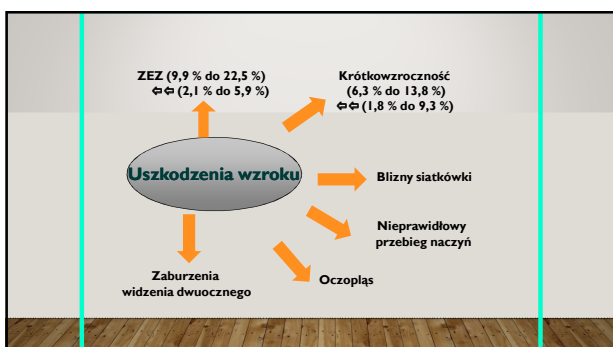 ZEZ (9,9 % do 22,5 %)
⇦⇦ (2,1 % do 5,9 %)
Krótkowzroczność
(6,3 % do 13,8 %)
⇦⇦ (1,8 % do 9,3 %)
Uszkodzenia wzroku
Blizny siatkówki
Nieprawidłowy
przebieg naczyń
Oczopląs
Zaburzenia
widzenia dwuocznego